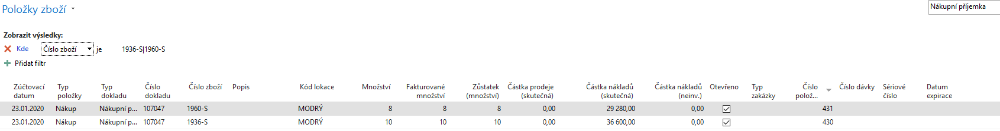 Položky zboží
Nákupní příjemka
Zobrazit výsledky:
Kde Číslo zboží je 1936-S|1960-S
Přidat filtr
Zúčtovací datum Typ položky Typ dokladu Číslo dokladu Číslo zboží Popis Kód lokace Množství Fakturované množství Zůstatek (množství) Částka prodeje (skutečná) Částka nákladů (skutečná) Částka nákladů (neinv.) Otevřeno Typ zakázky Číslo polož... Číslo dávky Sériové číslo Datum expirace
23.01.2020 Nákup Nákupní p... 107047 1960-S MODRÝ 8 8 8 0,00 29 280,00 0,00 431
23.01.2020 Nákup Nákupní p... 107047 1936-S MODRÝ 10 10 10 0,00 36 600,00 0,00 430